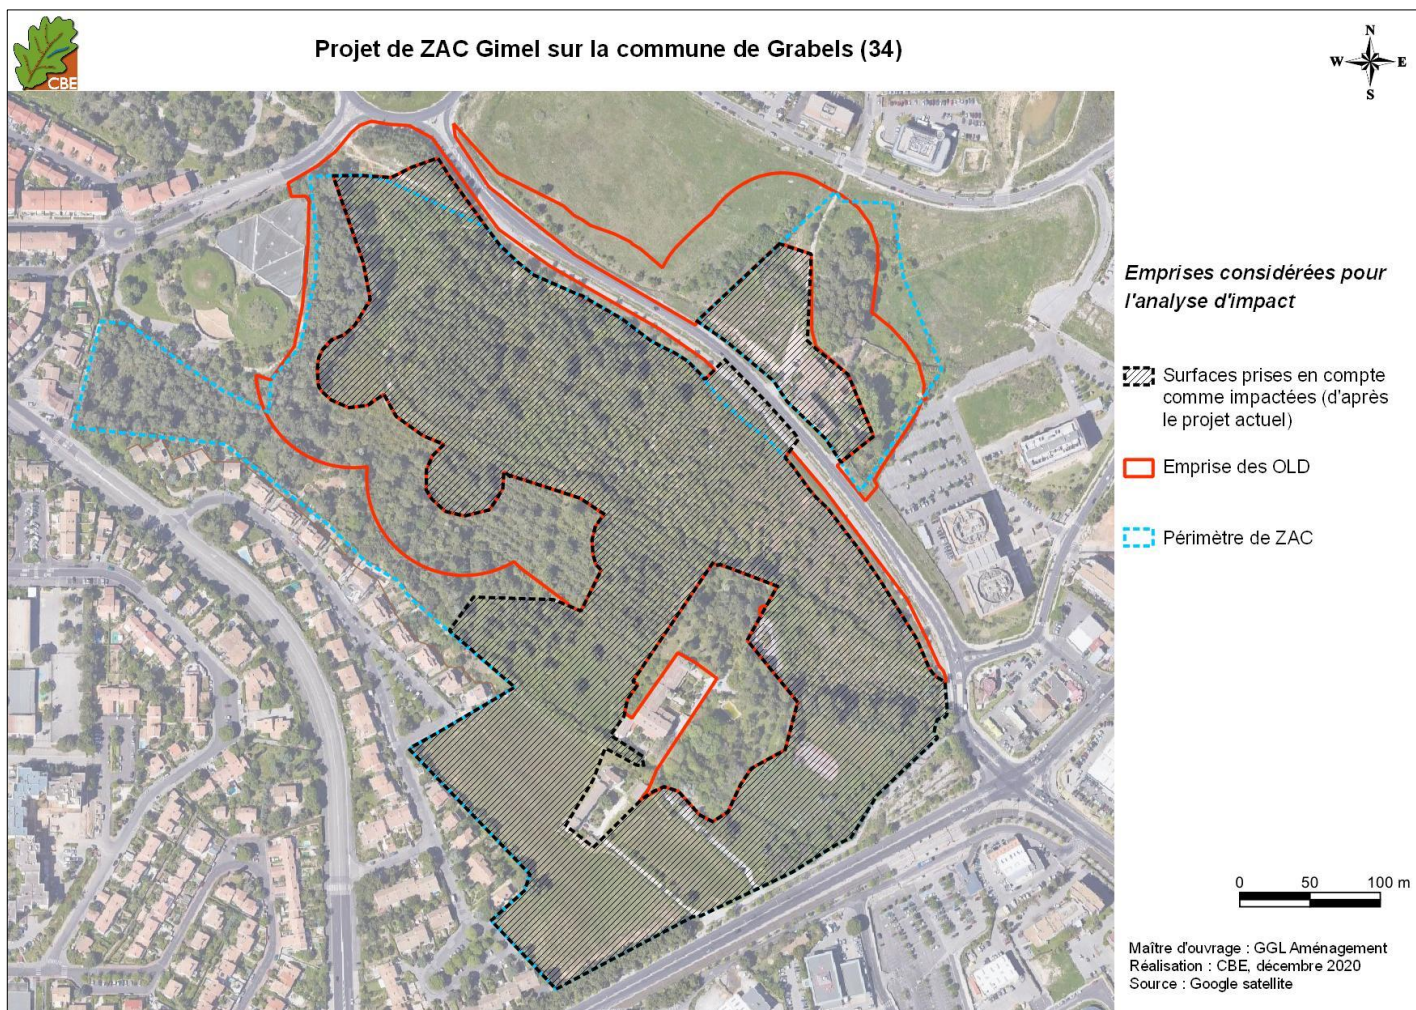 CBE
Projet de ZAC Gimel sur la commune de Grabels (34)
N
W E
S
Emprises considérées pour
l'analyse d'impact
Surfaces prises en compte
comme impactées (d'après
le projet actuel)
Emprise des OLD
Périmètre de ZAC
0 50 100 m
Maître d'ouvrage : GGL Aménagement
Réalisation : CBE, décembre 2020
Source : Google satellite